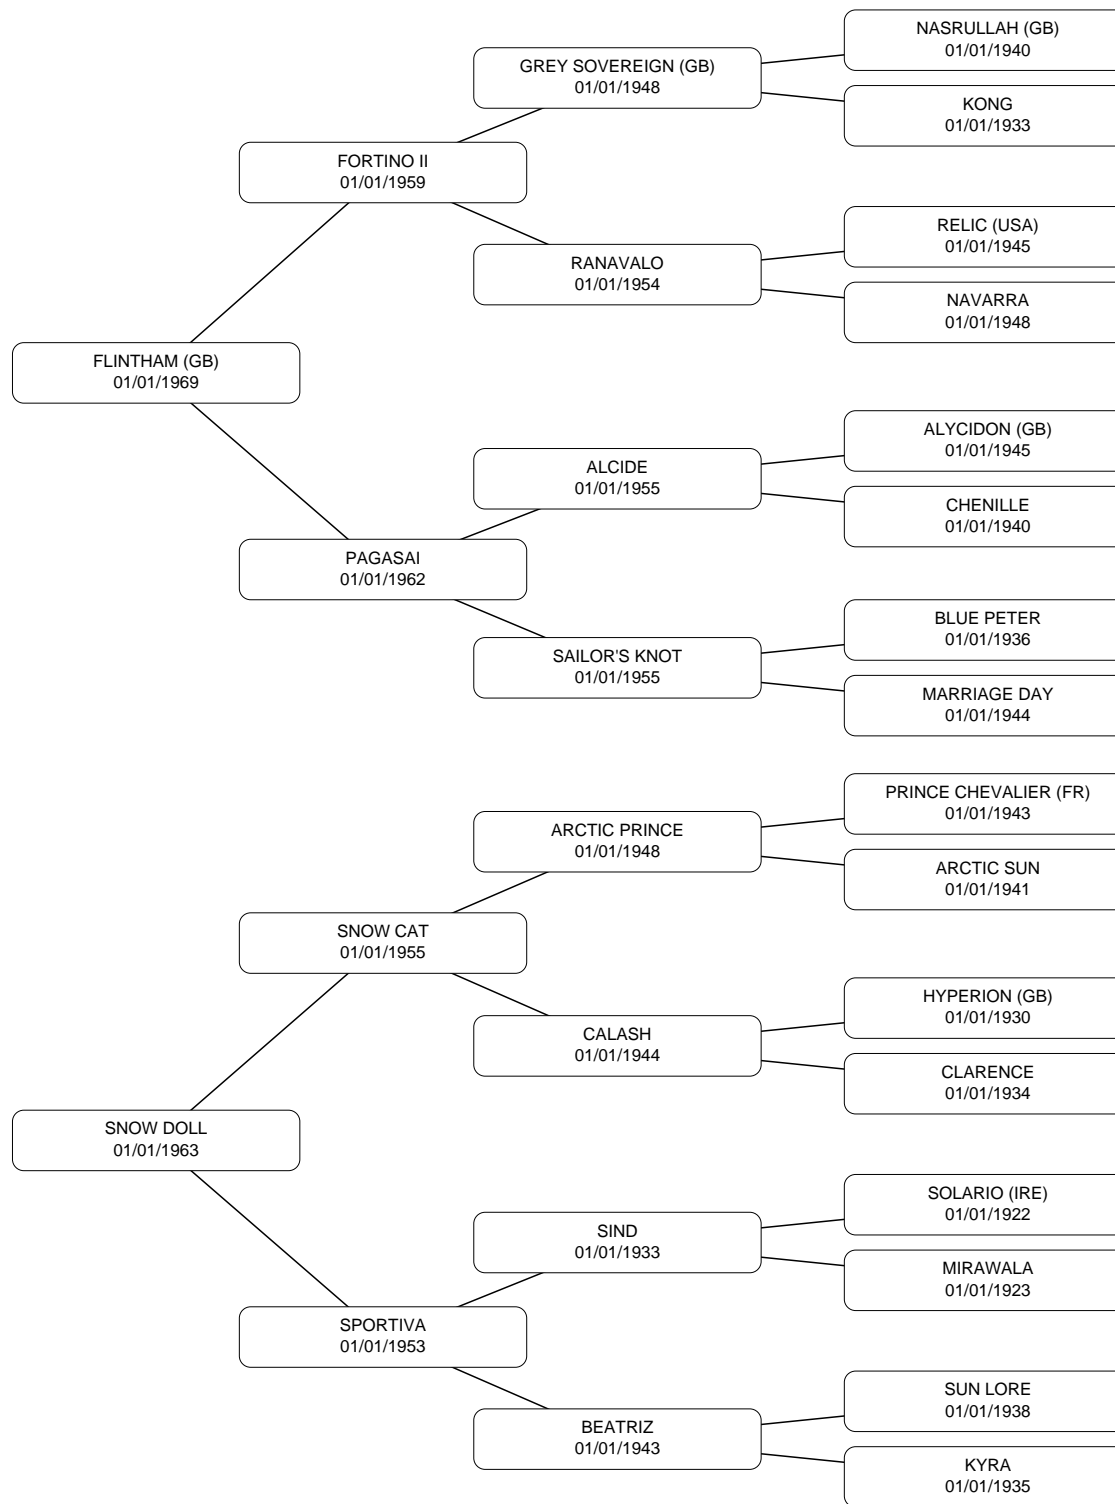 NASRULLAH (GB)
01/01/1940
GREY SOVEREIGN (GB)
01/01/1948
KONG
01/01/1933
FORTINO II
01/01/1959
RELIC (USA)
01/01/1945
RANAVALO
01/01/1954
NAVARRA
01/01/1948
FLINTHAM (GB)
01/01/1969
ALYCIDON (GB)
01/01/1945
ALCIDE
01/01/1955
CHENILLE
01/01/1940
PAGASAI
01/01/1962
BLUE PETER
01/01/1936
SAILOR'S KNOT
01/01/1955
MARRIAGE DAY
01/01/1944
PRINCE CHEVALIER (FR)
01/01/1943
ARCTIC PRINCE
01/01/1948
ARCTIC SUN
01/01/1941
SNOW CAT
01/01/1955
HYPERION (GB)
01/01/1930
CALASH
01/01/1944
CLARENCE
01/01/1934
SNOW DOLL
01/01/1963
SOLARIO (IRE)
01/01/1922
SIND
01/01/1933
MIRAWALA
01/01/1923
SPORTIVA
01/01/1953
SUN LORE
01/01/1938
BEATRIZ
01/01/1943
KYRA
01/01/1935